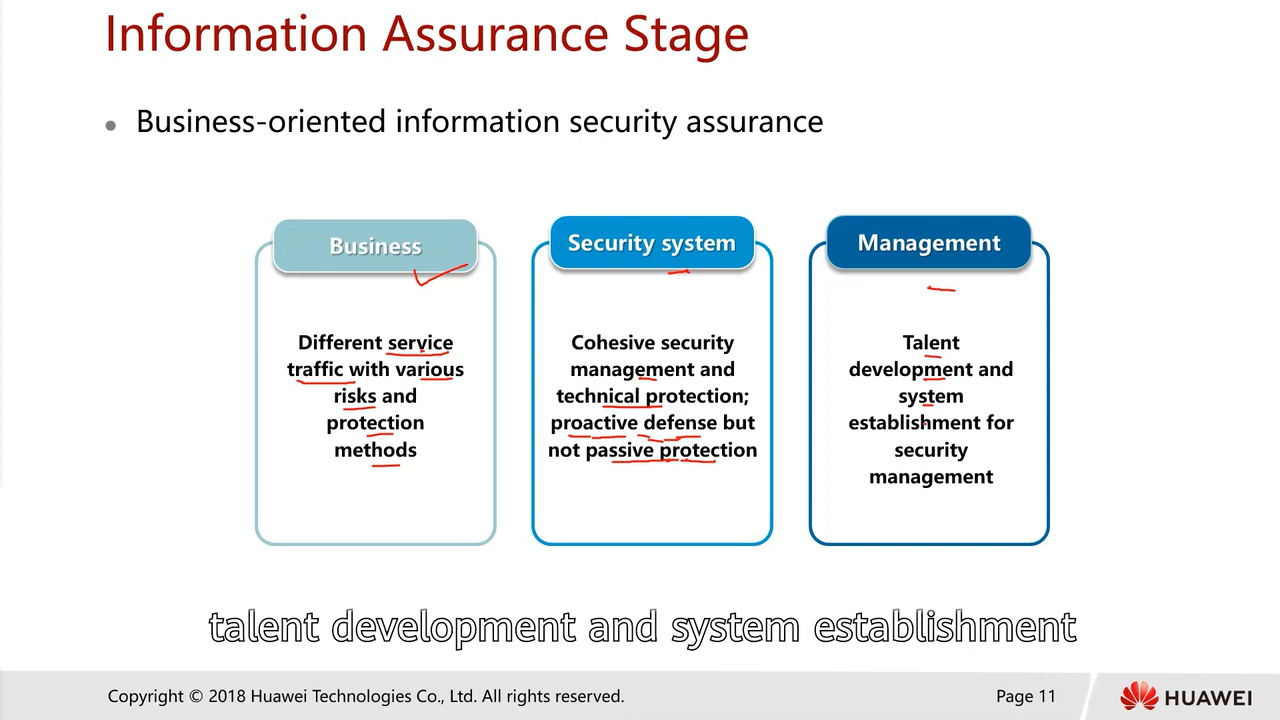 Information Assurance Stage
Business-oriented information security assurance
Business
Different service
traffic with various
risks and
protection
methods
Security system
Cohesive security
management and
technical protection;
proactive defense but
not passive protection
Management
Talent
development and
system
establishment for
security
management
talent development and system establishment
Copyright © 2018 Huawei Technologies Co., Ltd. All rights reserved.
Page 11
HUAWEI